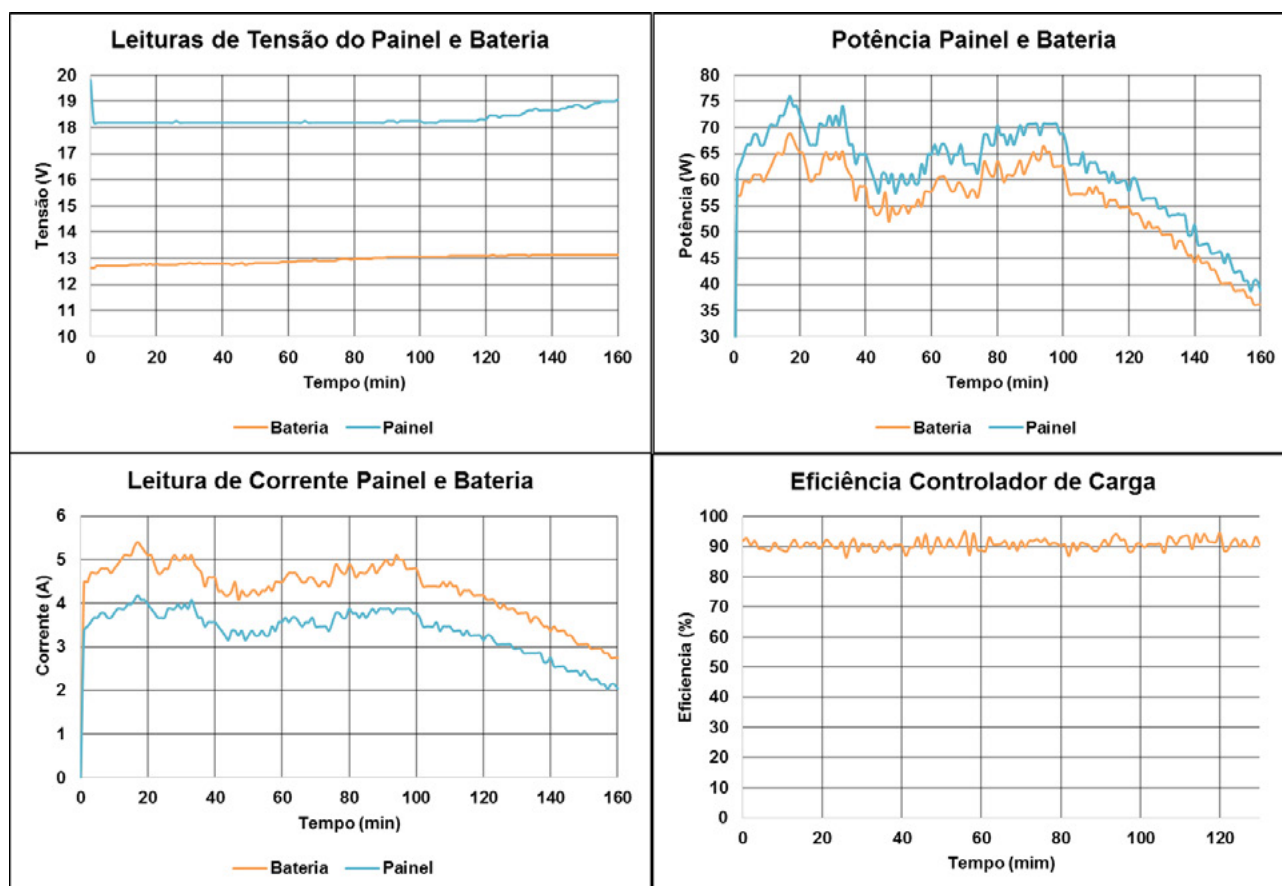 Leituras de Tensão do Painel e Bateria
Tensão (V)
20
19
18
17
16
15
14
13
12
11
10
0 20 40 60 80 100 120 140 160
Tempo (min)
Bateria Painel
Potência Painel e Bateria
Potência (W)
80
75
70
65
60
55
50
45
40
35
30
0 20 40 60 80 100 120 140 160
Tempo (min)
Bateria Painel
Leitura de Corrente Painel e Bateria
Corrente (A)
6
5
4
3
2
1
0
0 20 40 60 80 100 120 140 160
Tempo (min)
Bateria Painel
Eficiência Controlador de Carga
Eficiencia (%)
100
90
80
70
60
50
40
30
20
10
0
0 20 40 60 80 100 120
Tempo (mim)